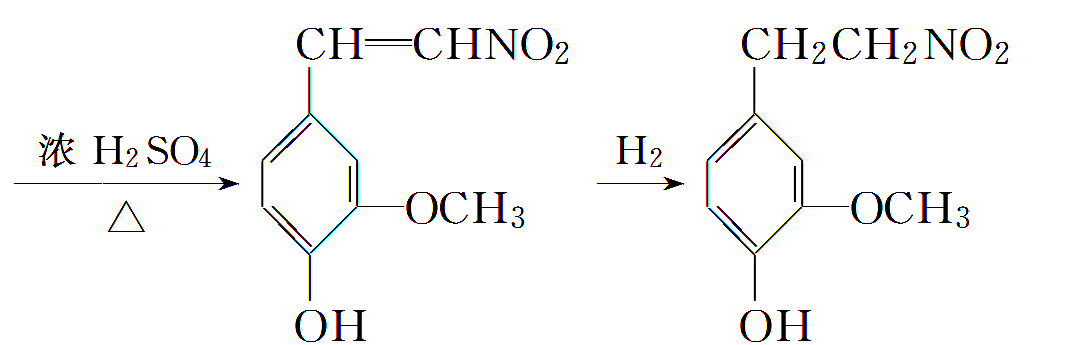 CH=CHNO2
CH2CH2NO2
浓 H2SO4
△
H2
OCH3
OCH3
OH
OH